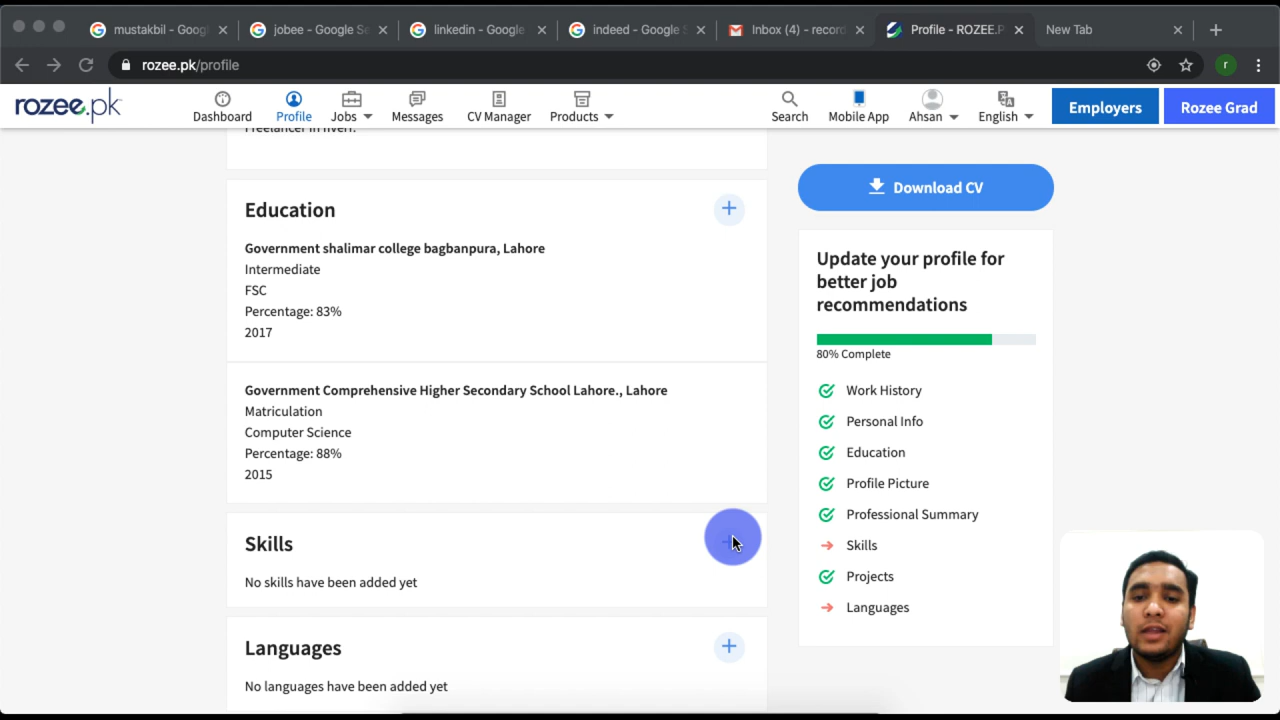 mustakbil - Googl
jobee - Google Se
linkedin - Google
indeed - Google S
Inbox (4) - record
Profile - ROZEE.P
New Tab
rozee.pk/profile
r
rozee.pk
Dashboard
Profile
Jobs
Messages
CV Manager
Products
Search
Mobile App
Ahsan
English
Employers
Rozee Grad
Freelancer in fiverr.
Download CV
Education
Government shalimar college bagbanpura, Lahore
Intermediate
FSC
Percentage: 83%
2017
Government Comprehensive Higher Secondary School Lahore., Lahore
Matriculation
Computer Science
Percentage: 88%
2015
Skills
No skills have been added yet
Languages
No languages have been added yet
Update your profile for
better job
recommendations
80% Complete
Work History
Personal Info
Education
Profile Picture
Professional Summary
Skills
Projects
Languages